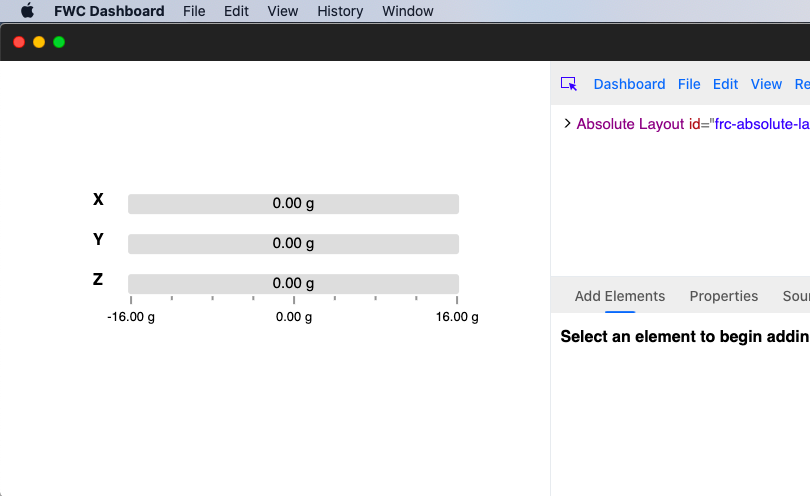 FWC Dashboard File Edit View History Window
Dashboard File Edit View Re
> Absolute Layout id="frc-absolute-la
X 0.00 g
Y 0.00 g
Z 0.00 g
-16.00 g 0.00 g 16.00 g
Add Elements Properties Sour
Select an element to begin addin